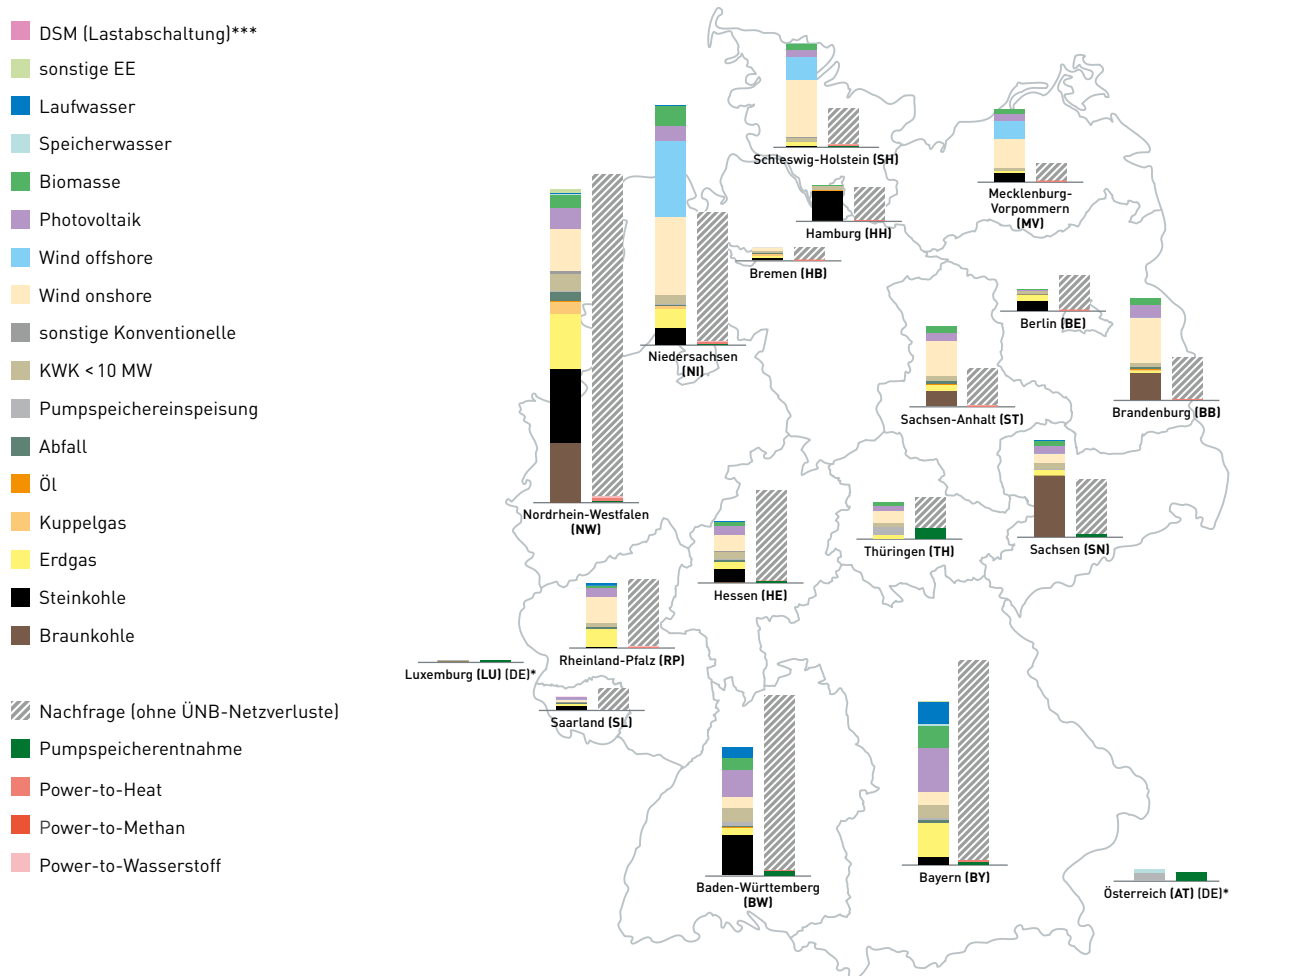 DSM (Lastabschaltung)***
sonstige EE
Laufwasser
Speicherwasser
Biomasse
Photovoltaik
Wind offshore
Wind onshore
sonstige Konventionelle
KWK < 10 MW
Pumpspeichereinspeisung
Abfall
Öl
Kuppelgas
Erdgas
Steinkohle
Braunkohle
Nachfrage (ohne ÜNB-Netzverluste)
Pumpspeicherentnahme
Power-to-Heat
Power-to-Methan
Power-to-Wasserstoff
Schleswig-Holstein (SH)
Mecklenburg-
Vorpommern
(MV)
Hamburg (HH)
Bremen (HB)
Berlin (BE)
Niedersachsen
(NI)
Sachsen-Anhalt (ST)
Brandenburg (BB)
Nordrhein-Westfalen
(NW)
Thüringen (TH)
Sachsen (SN)
Hessen (HE)
Rheinland-Pfalz (RP)
Luxemburg (LU) (DE)*
Saarland (SL)
Baden-Württemberg
(BW)
Bayern (BY)
Österreich (AT) (DE)*